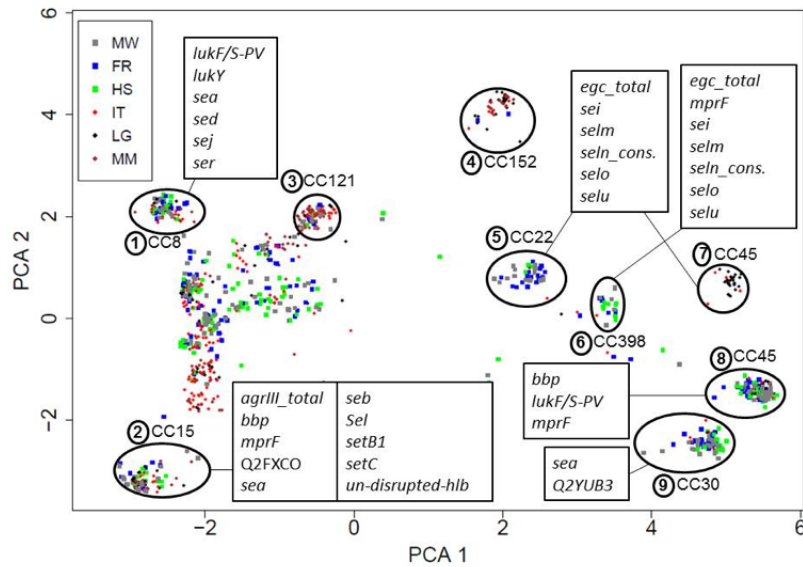 6
4
2
0
−2
PCA 2
MW
FR
HS
IT
LG
MM
lukF/S-PV
lukY
sea
sed
sej
ser
① CC8
③ CC121
④ CC152
egc_total
sei
selm
seln_cons.
selo
selu
egc_total
mprF
sei
selm
seln_cons.
selo
selu
⑤ CC22
⑦ CC45
⑥ CC398
⑧ CC45
bbp
lukF/S-PV
mprF
② CC15
agrIII_total
bbp
mprF
Q2FXCO
sea
seb
Sel
setB1
setC
un-disrupted-hlb
sea
Q2YUB3
⑨ CC30
−2 0 2 4 6
PCA 1